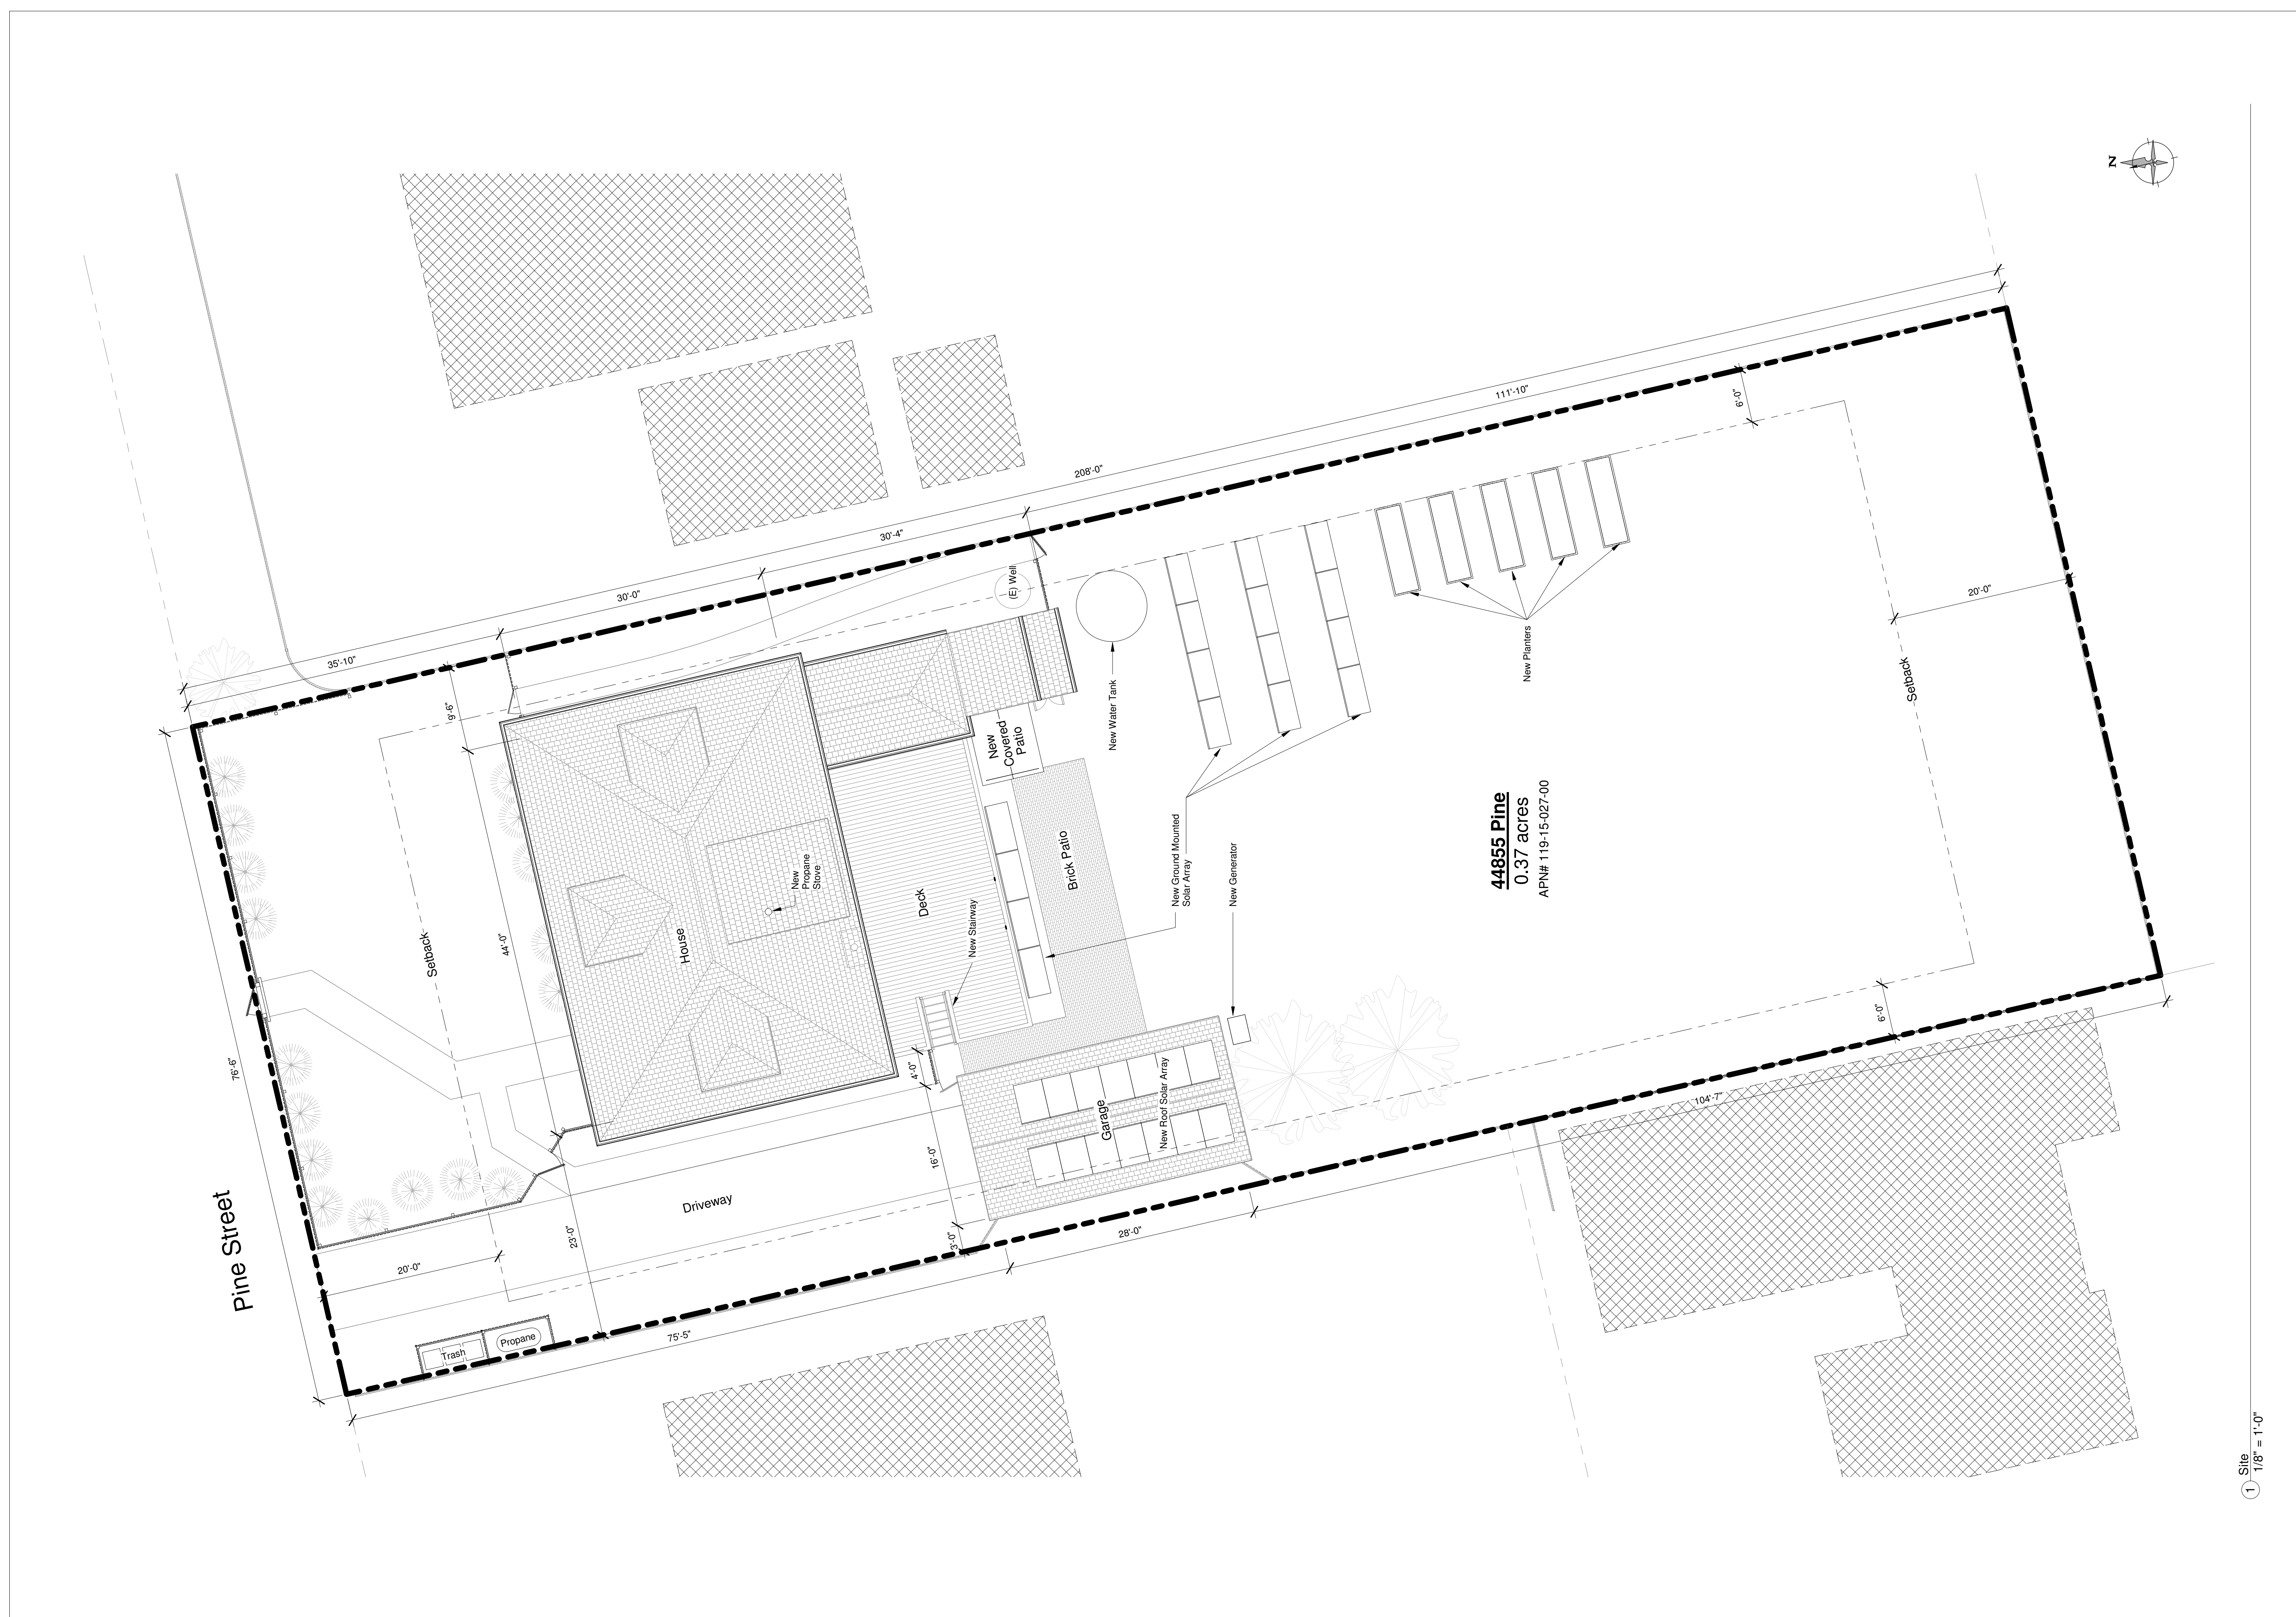 Pine Street
76'-6"
35'-10"
30'-0"
30'-4"
208'-0"
111'-10"
6'-0"
9'-6"
44'-0"
23'-0"
20'-0"
Setback
House
New
Propane
Stove
Deck
New Stairway
4'-0"
16'-0"
3'-0"
Driveway
Trash
Propane
75'-5"
28'-0"
104'-7"
6'-0"
(E) Well
New
Covered
Patio
Brick Patio
New Water Tank
New Ground Mounted
Solar Array
New Generator
Garage
New Roof Solar Array
New Planters
44855 Pine
0.37 acres
APN# 119-15-027-00
Setback
20'-0"
N
1
Site
1/8" = 1'-0"